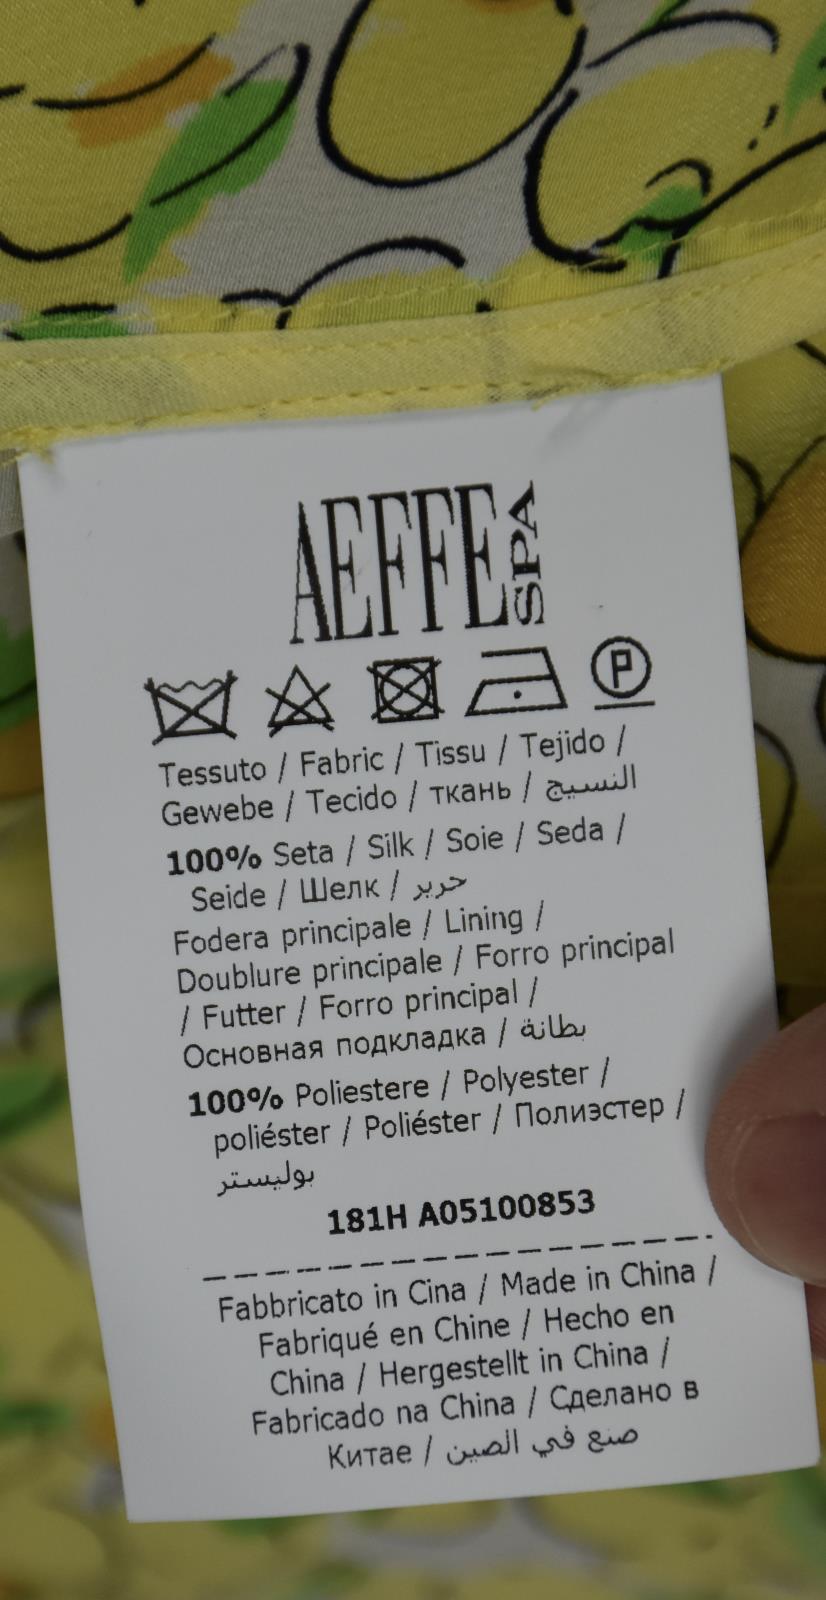 AEFFE SPA
P
Tessuto / Fabric / Tissu / Tejido /
Gewebe / Tecido / ткань / النسيج
100% Seta / Silk / Soie / Seda /
Seide / Шелк / حرير
Fodera principale / Lining /
Doublure principale / Forro principal
/ Futter / Forro principal /
Основная подкладка / بطانة
100% Poliestere / Polyester /
poliéster / Poliéster / Полиэстер /
بوليستر
181H A05100853
Fabbricato in Cina / Made in China /
Fabriqué en Chine / Hecho en
China / Hergestellt in China /
Fabricado na China / Сделано в
Китае / صنع في الصين